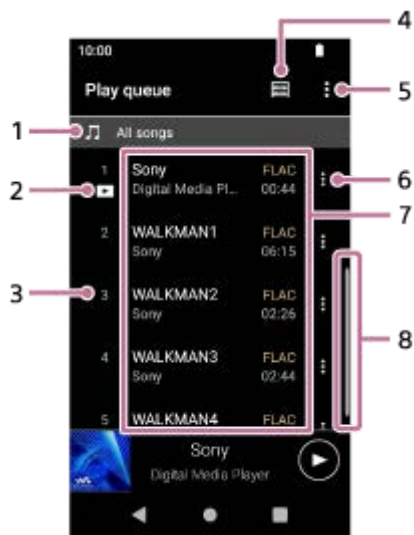 4
10:00
Play queue
5
1
All songs
1 Sony FLAC
6
2
Digital Media Pl... 00:44
7
2 WALKMAN1 FLAC
Sony 06:15
3
3 WALKMAN2 FLAC
Sony 02:26
8
4 WALKMAN3 FLAC
Sony 02:44
5 WALKMAN4 FLAC
Sony
Digital Media Player